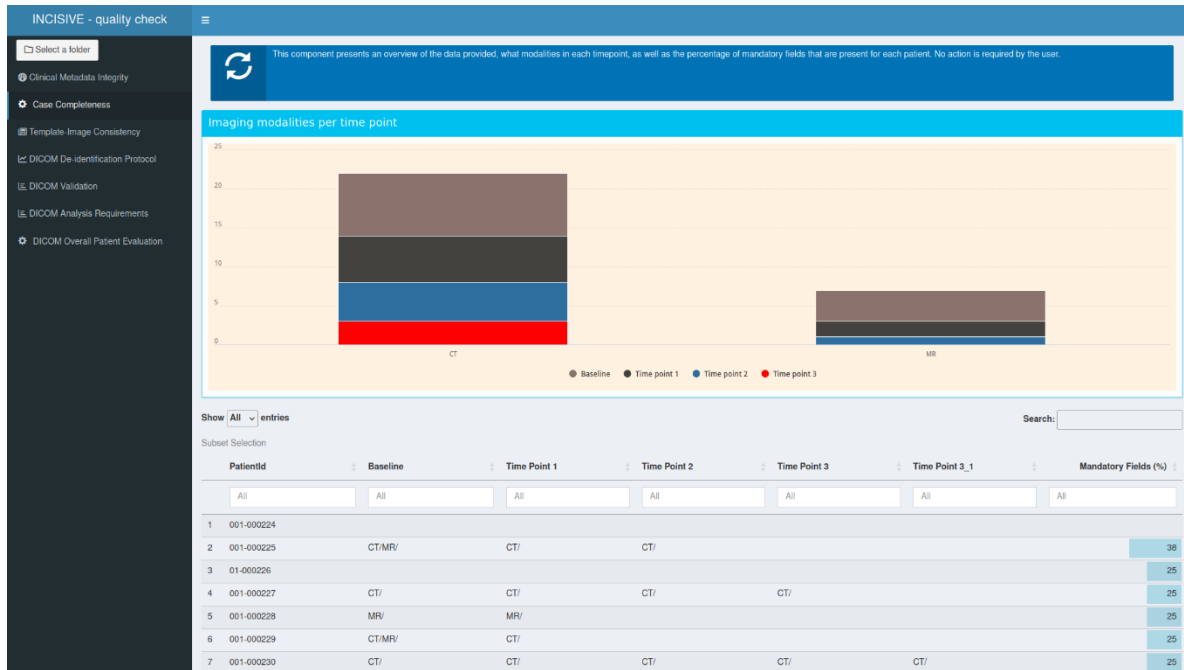 INCISIVE - quality check
Select a folder
Clinical Metadata Integrity
Case Completeness
Template-Image Consistency
DICOM De-identification Protocol
DICOM Validation
DICOM Analysis Requirements
DICOM Overall Patient Evaluation
This component presents an overview of the data provided, what modalities in each timepoint, as well as the percentage of mandatory fields that are present for each patient. No action is required by the user.
Imaging modalities per time point
25
20
15
10
5
0
CT MR
Baseline Time point 1 Time point 2 Time point 3
Show All entries Search:
Subset Selection
PatientId Baseline Time Point 1 Time Point 2 Time Point 3 Time Point 3_1 Mandatory Fields (%)
All All All All All All All
1 001-000224
2 001-000225 CT/MR/ CT/ CT/ 38
3 01-000226 25
4 001-000227 CT/ CT/ CT/ CT/ 25
5 001-000228 MR/ MR/ 25
6 001-000229 CT/MR/ CT/ 25
7 001-000230 CT/ CT/ CT/ CT/ CT/ 25